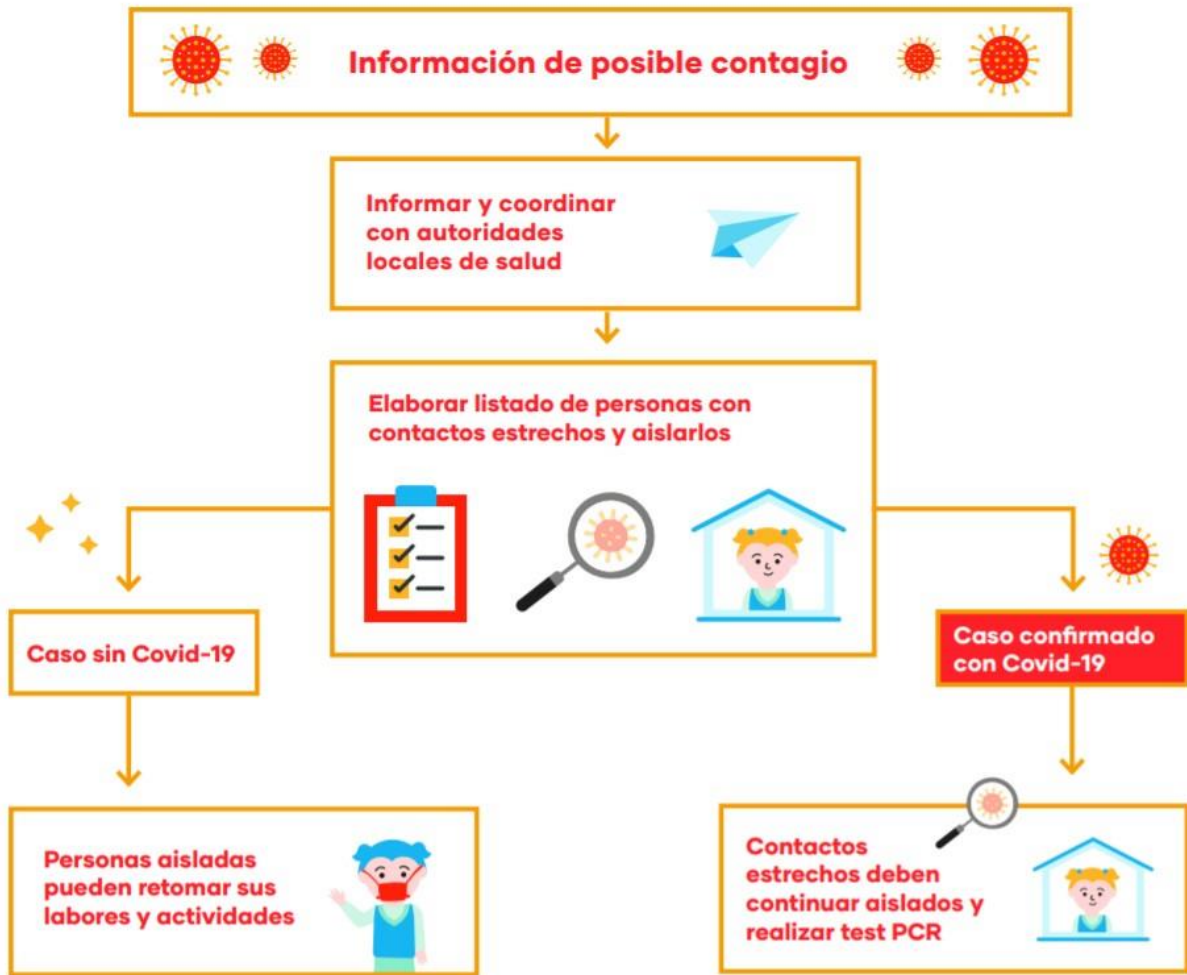 Información de posible contagio
Informar y coordinar
con autoridades
locales de salud
Elaborar listado de personas con
contactos estrechos y aislarlos
Caso sin Covid-19
Caso confirmado
con Covid-19
Personas aisladas
pueden retomar sus
labores y actividades
Contactos
estrechos deben
continuar aislados y
realizar test PCR